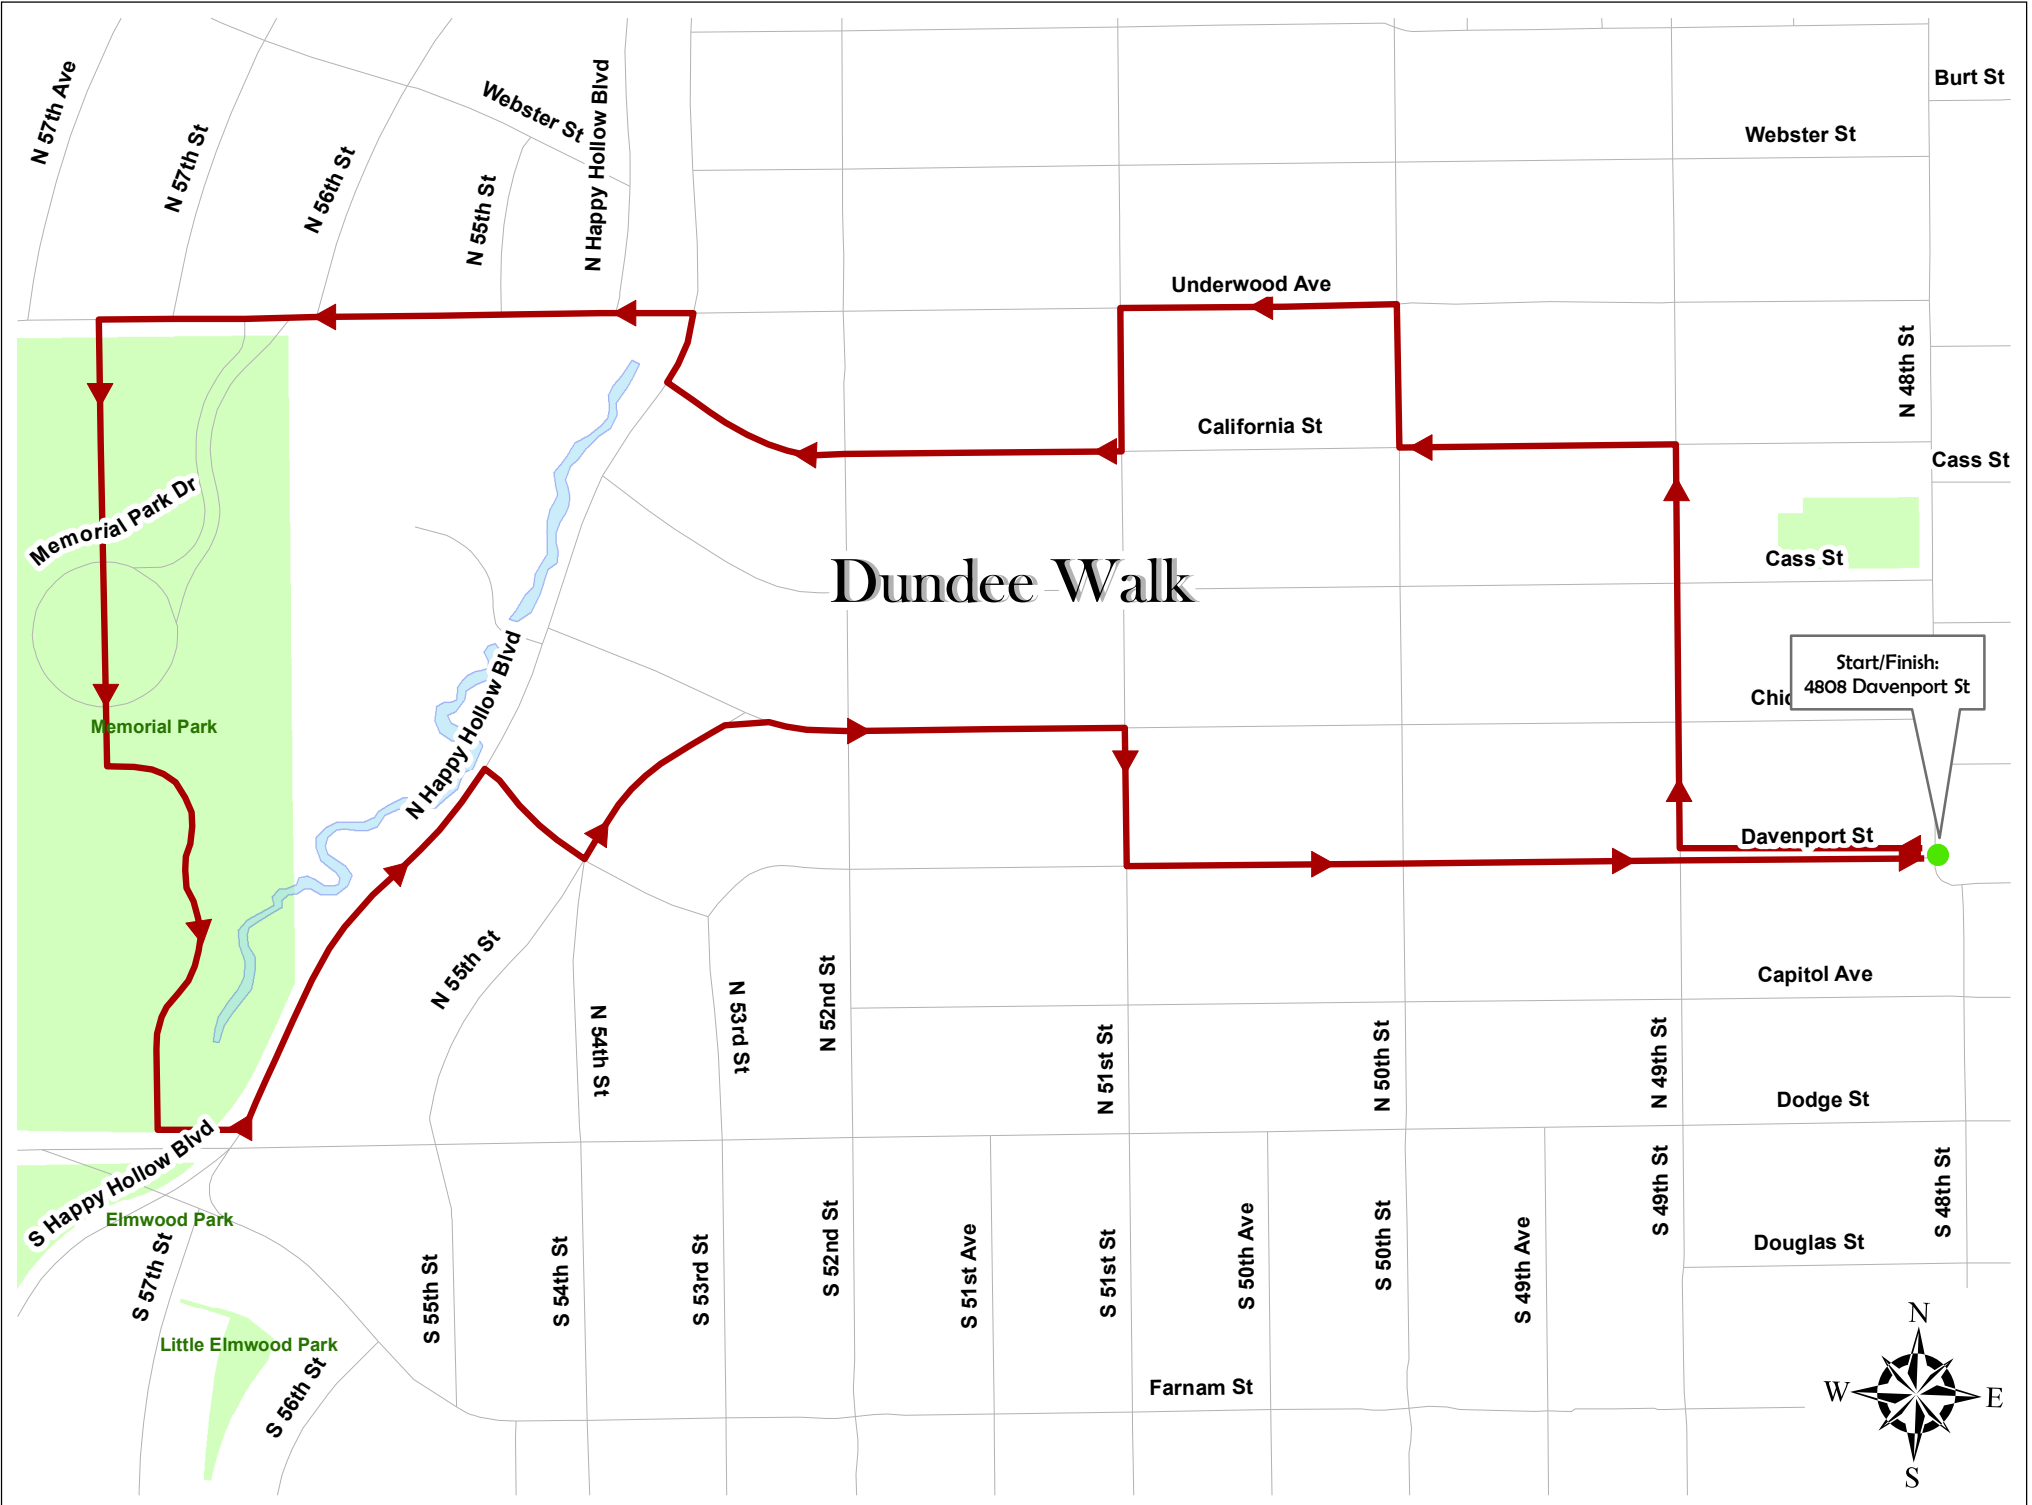 Burt St
N 57th Ave
Webster St
N Happy Hollow Blvd
Webster St
N 57th St
N 56th St
N 55th St
Underwood Ave
N 48th St
California St
Cass St
Memorial Park Dr
Cass St
Dundee Walk
Start/Finish:
4808 Davenport St
Chic
N Happy Hollow Blvd
Memorial Park
Davenport St
N 55th St
Capitol Ave
N 52nd St
N 53rd St
N 54th St
N 51st St
N 50th St
N 49th St
Dodge St
S Happy Hollow Blvd
S 49th St
S 48th St
Elmwood Park
S 57th St
S 55th St
S 54th St
S 53rd St
S 52nd St
S 51st Ave
S 51st St
S 50th Ave
S 50th St
S 49th Ave
Douglas St
Little Elmwood Park
S 56th St
Farnam St
N
W
E
S